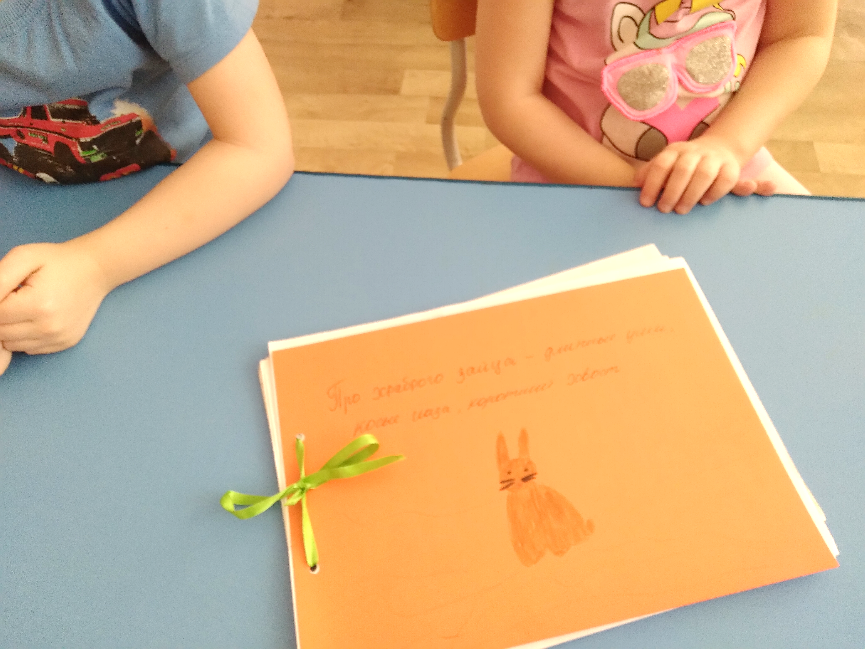 Про храброго зайца - длинные уши,
косые глаза, короткий хвост